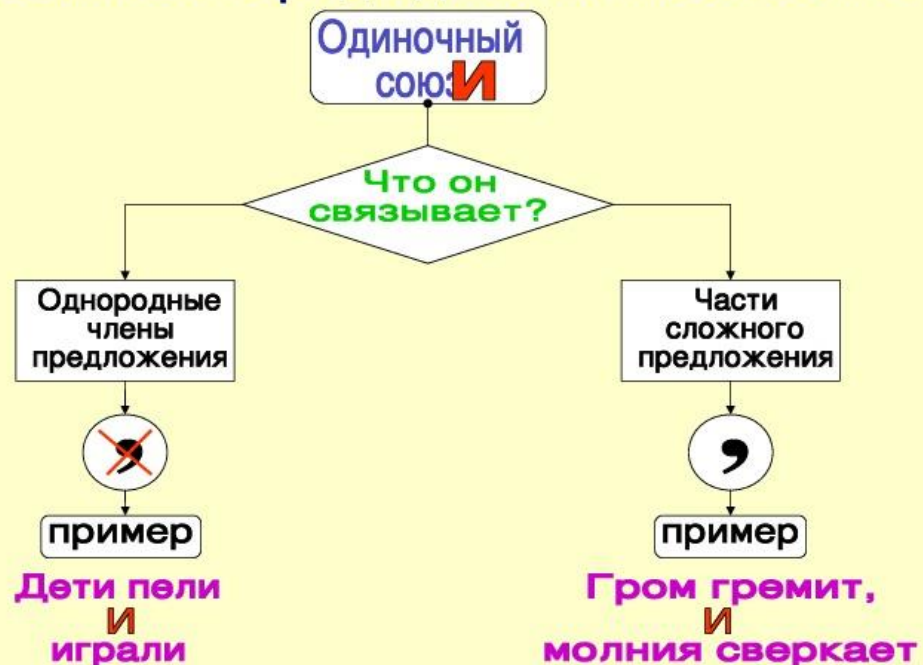 Одиночный
союз И
Что он
связывает?
Однородные
члены
предложения
Части
сложного
предложения
,
,
пример
пример
Дети пели
И
играли
Гром гремит,
И
молния сверкает